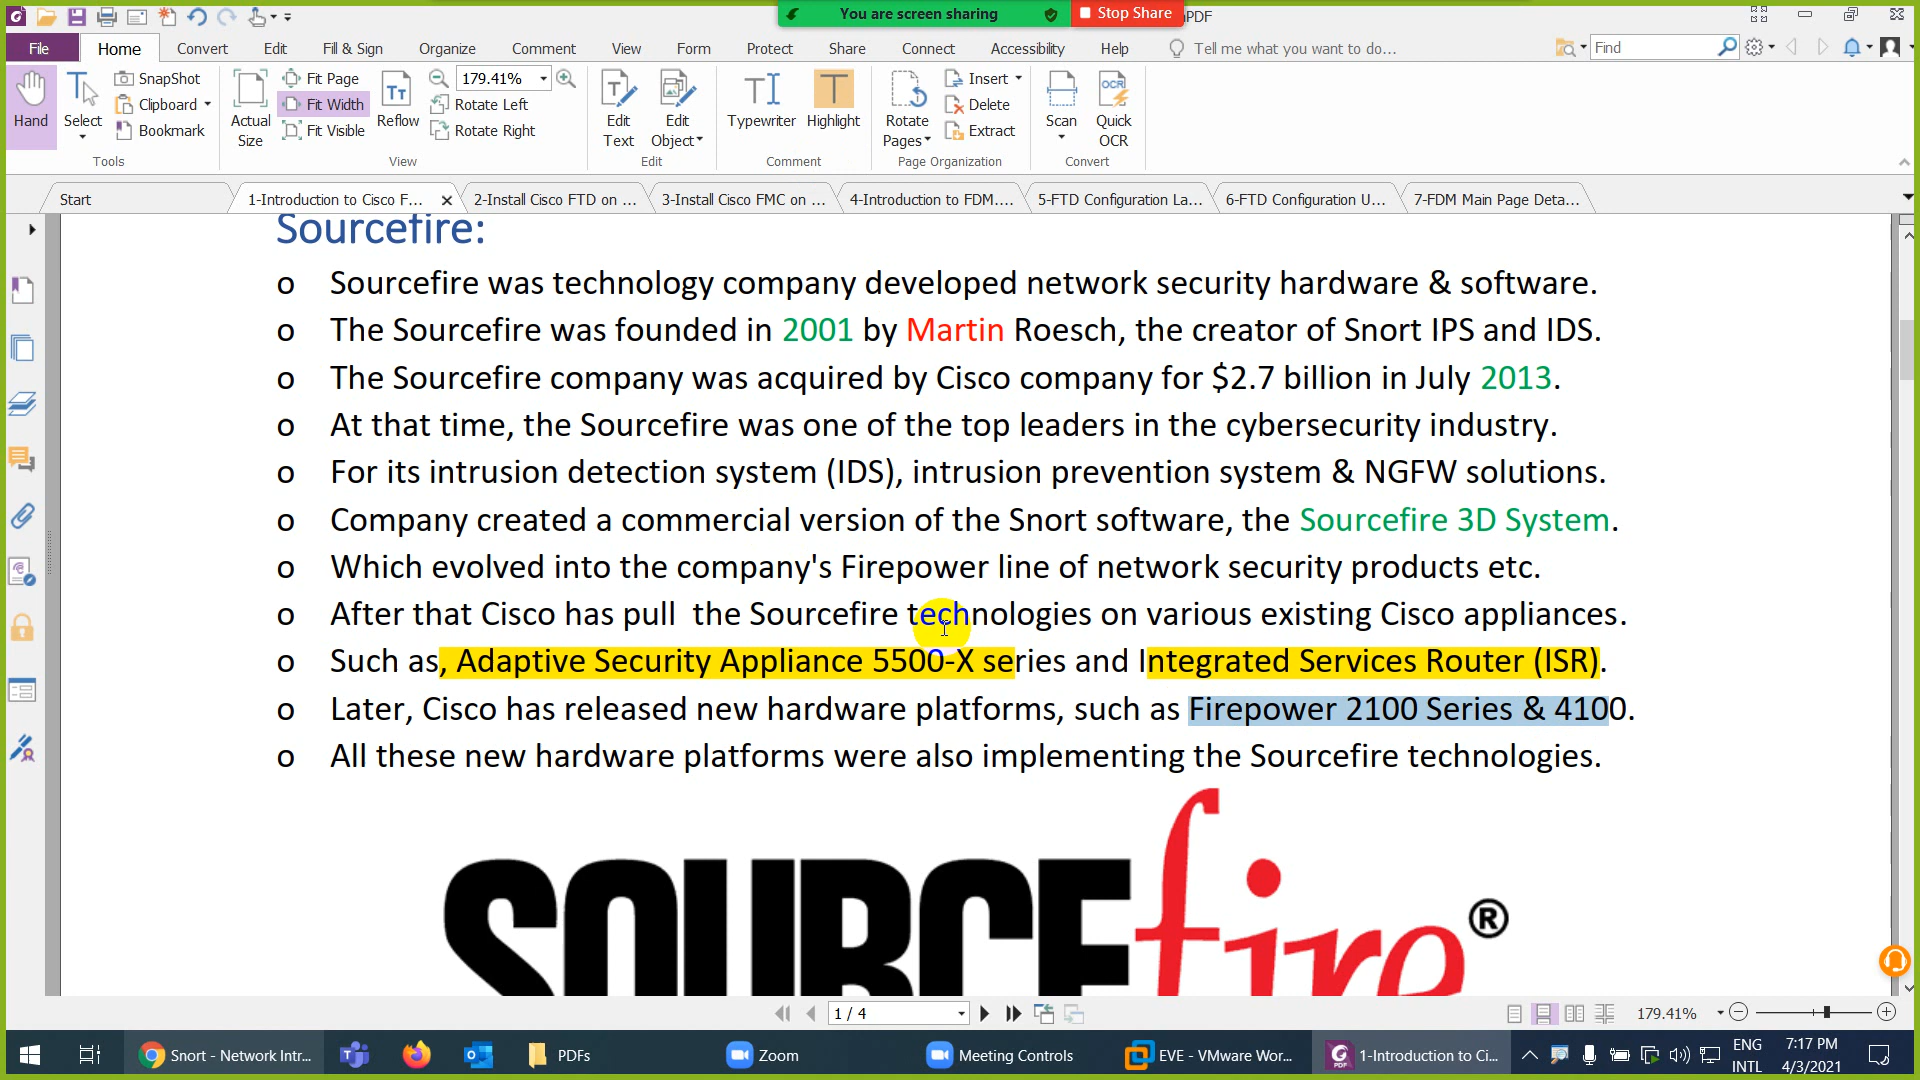 You are screen sharing
Stop Share
PDF
File
Home
Convert
Edit
Fill & Sign
Organize
Comment
View
Form
Protect
Share
Connect
Accessibility
Help
Tell me what you want to do...
Find
Hand
Select
SnapShot
Clipboard
Bookmark
Tools
Actual Size
Fit Page
Fit Width
Fit Visible
Reflow
179.41%
Rotate Left
Rotate Right
View
Edit Text
Edit Object
Edit
Typewriter
Highlight
Comment
Rotate Pages
Insert
Delete
Extract
Page Organization
Scan
Quick OCR
Convert
Start
1-Introduction to Cisco F...
2-Install Cisco FTD on ...
3-Install Cisco FMC on ...
4-Introduction to FDM....
5-FTD Configuration La...
6-FTD Configuration U...
7-FDM Main Page Deta...
Sourcefire:
o Sourcefire was technology company developed network security hardware & software.
o The Sourcefire was founded in 2001 by Martin Roesch, the creator of Snort IPS and IDS.
o The Sourcefire company was acquired by Cisco company for $2.7 billion in July 2013.
o At that time, the Sourcefire was one of the top leaders in the cybersecurity industry.
o For its intrusion detection system (IDS), intrusion prevention system & NGFW solutions.
o Company created a commercial version of the Snort software, the Sourcefire 3D System.
o Which evolved into the company's Firepower line of network security products etc.
o After that Cisco has pull  the Sourcefire technologies on various existing Cisco appliances.
o Such as, Adaptive Security Appliance 5500-X series and Integrated Services Router (ISR).
o Later, Cisco has released new hardware platforms, such as Firepower 2100 Series & 4100.
o All these new hardware platforms were also implementing the Sourcefire technologies.
SOURCEfire®
1 / 4
179.41%
Snort - Network Intr...
PDFs
Zoom
Meeting Controls
EVE - VMware Wor...
1-Introduction to Ci...
ENG
INTL
7:17 PM
4/3/2021